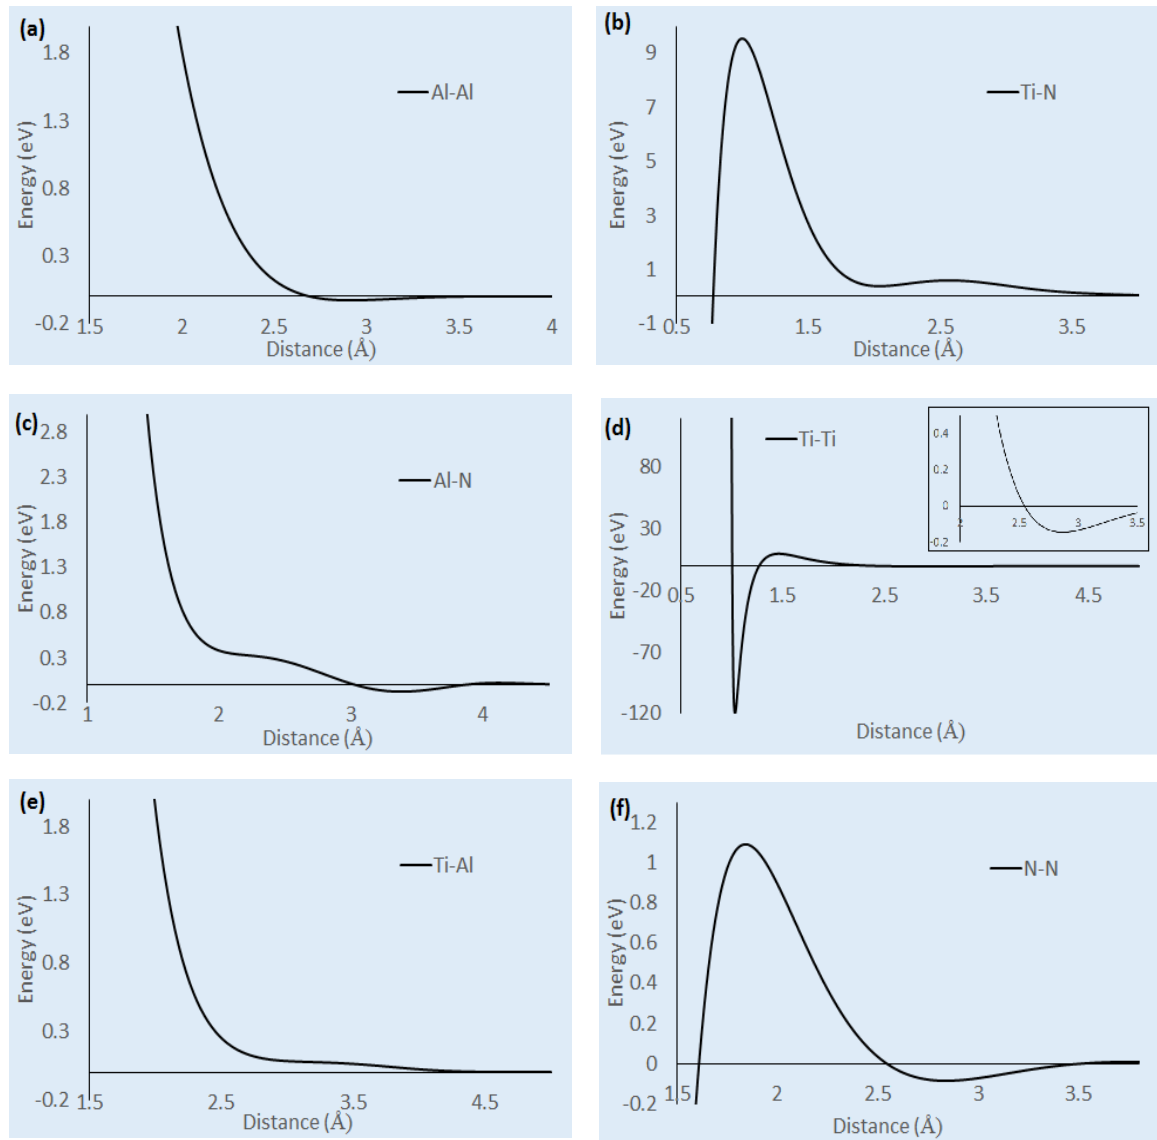 (a)
1.8
1.3
0.8
0.3
-0.2
1.5 2 2.5 3 3.5 4
Energy (eV)
Distance (Å)
Al-Al
(b)
9
7
5
3
1
-1
0.5 1.5 2.5 3.5
Energy (eV)
Distance (Å)
Ti-N
(c)
2.8
2.3
1.8
1.3
0.8
0.3
-0.2
1 2 3 4
Energy (eV)
Distance (Å)
Al-N
(d)
80
30
-20
-70
-120
0.5 1.5 2.5 3.5 4.5
Energy (eV)
Distance (Å)
Ti-Ti
0.4
0.2
0
-0.2
2 2.5 3 3.5
(e)
1.8
1.3
0.8
0.3
-0.2
1.5 2.5 3.5 4.5
Energy (eV)
Distance (Å)
Ti-Al
(f)
1.2
1
0.8
0.6
0.4
0.2
0
-0.2
1.5 2 2.5 3 3.5
Energy (eV)
Distance (Å)
N-N